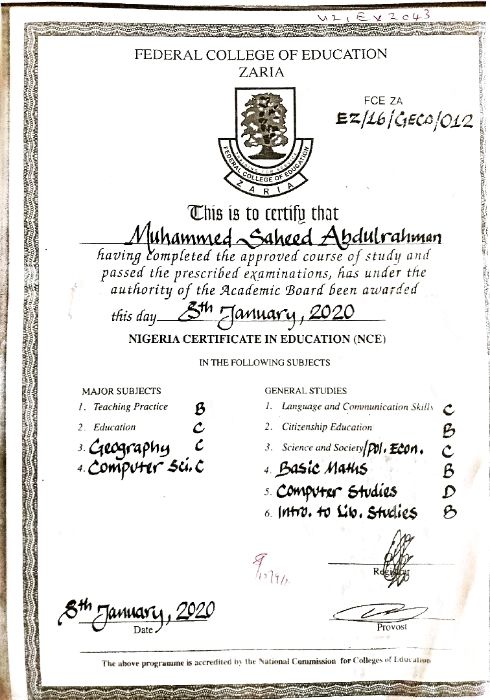 FEDERAL COLLEGE OF EDUCATION
ZARIA
FCE ZA
EZ/16/GECO/012
FEDERAL COLLEGE OF EDUCATION
ZARIA
This is to certify that
Muhammed Saheed Abdulrahman
having completed the approved course of study and
passed the prescribed examinations, has under the
authority of the Academic Board been awarded
this day 8th January, 2020
NIGERIA CERTIFICATE IN EDUCATION (NCE)
IN THE FOLLOWING SUBJECTS
MAJOR SUBJECTS
1. Teaching Practice B
2. Education C
3. Geography C
4. Computer Sci. C
GENERAL STUDIES
1. Language and Communication Skills C
2. Citizenship Education B
3. Science and Society/Pol. Econ. C
4. Basic Maths B
5. Computer Studies D
6. Intro. to Lib. Studies B
Registrar
8th January, 2020
Date
Provost
The above programme is accredited by the National Commission for Colleges of Education